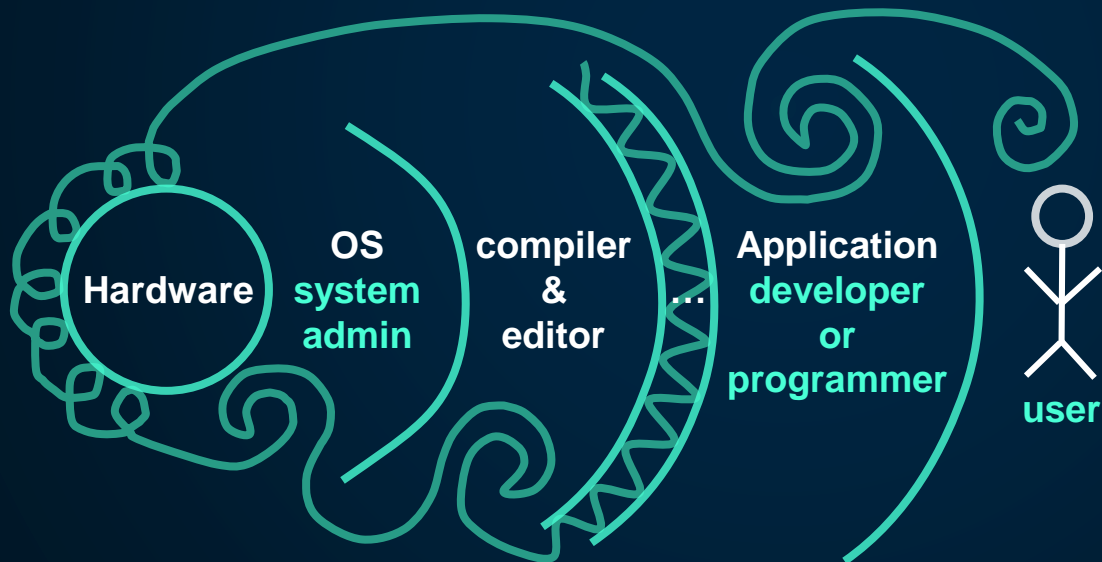 Hardware
OS
system
admin
compiler
&
editor
...
Application
developer
or
programmer
user